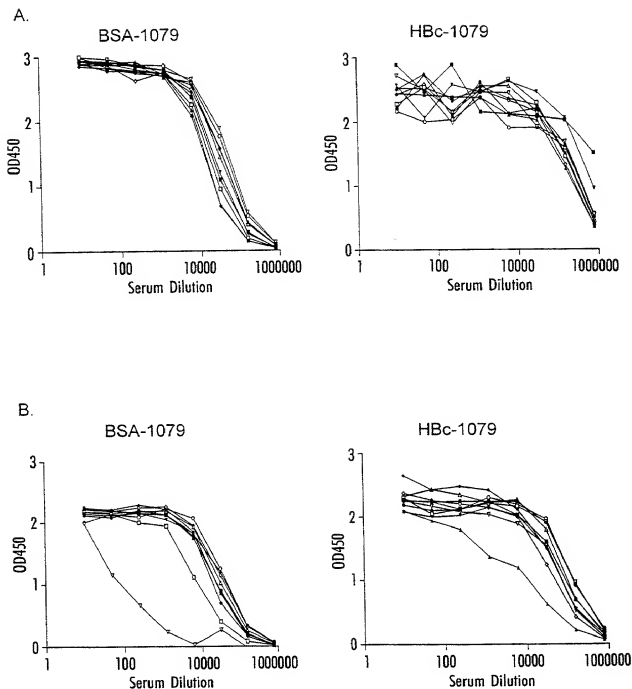 A.
BSA-1079
HBc-1079
3
2
1
0
OD450
1
100
10000
1000000
Serum Dilution
3
2
1
0
OD450
1
100
10000
1000000
Serum Dilution
B.
BSA-1079
HBc-1079
3
2
1
0
OD450
1
100
10000
1000000
Serum Dilution
3
2
1
0
OD450
1
100
10000
1000000
Serum Dilution